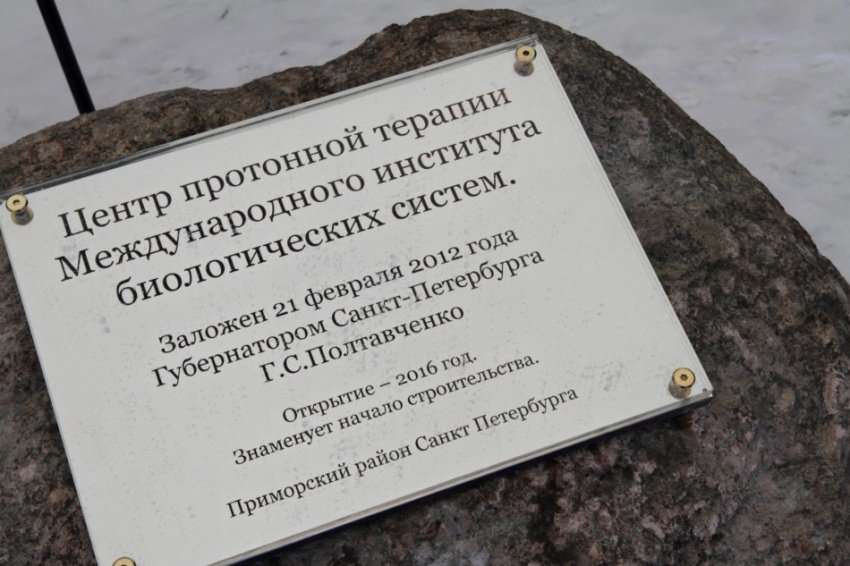 Центр протонной терапии
Международного института
биологических систем.
Заложен 21 февраля 2012 года
Губернатором Санкт-Петербурга
Г.С.Полтавченко
Открытие – 2016 год.
Знаменует начало строительства.
Приморский район Санкт Петербурга